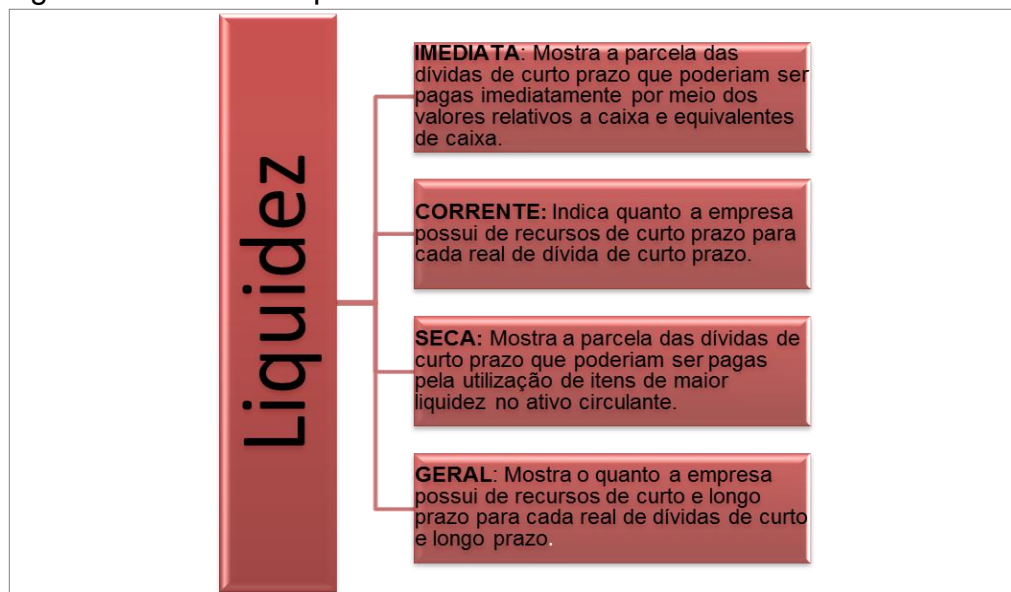 Liquidez
IMEDIATA: Mostra a parcela das
dívidas de curto prazo que poderiam ser
pagas imediatamente por meio dos
valores relativos a caixa e equivalentes
de caixa.
CORRENTE: Indica quanto a empresa
possui de recursos de curto prazo para
cada real de dívida de curto prazo.
SECA: Mostra a parcela das dívidas de
curto prazo que poderiam ser pagas
pela utilização de itens de maior
liquidez no ativo circulante.
GERAL: Mostra o quanto a empresa
possui de recursos de curto e longo
prazo para cada real de dívidas de curto
e longo prazo.